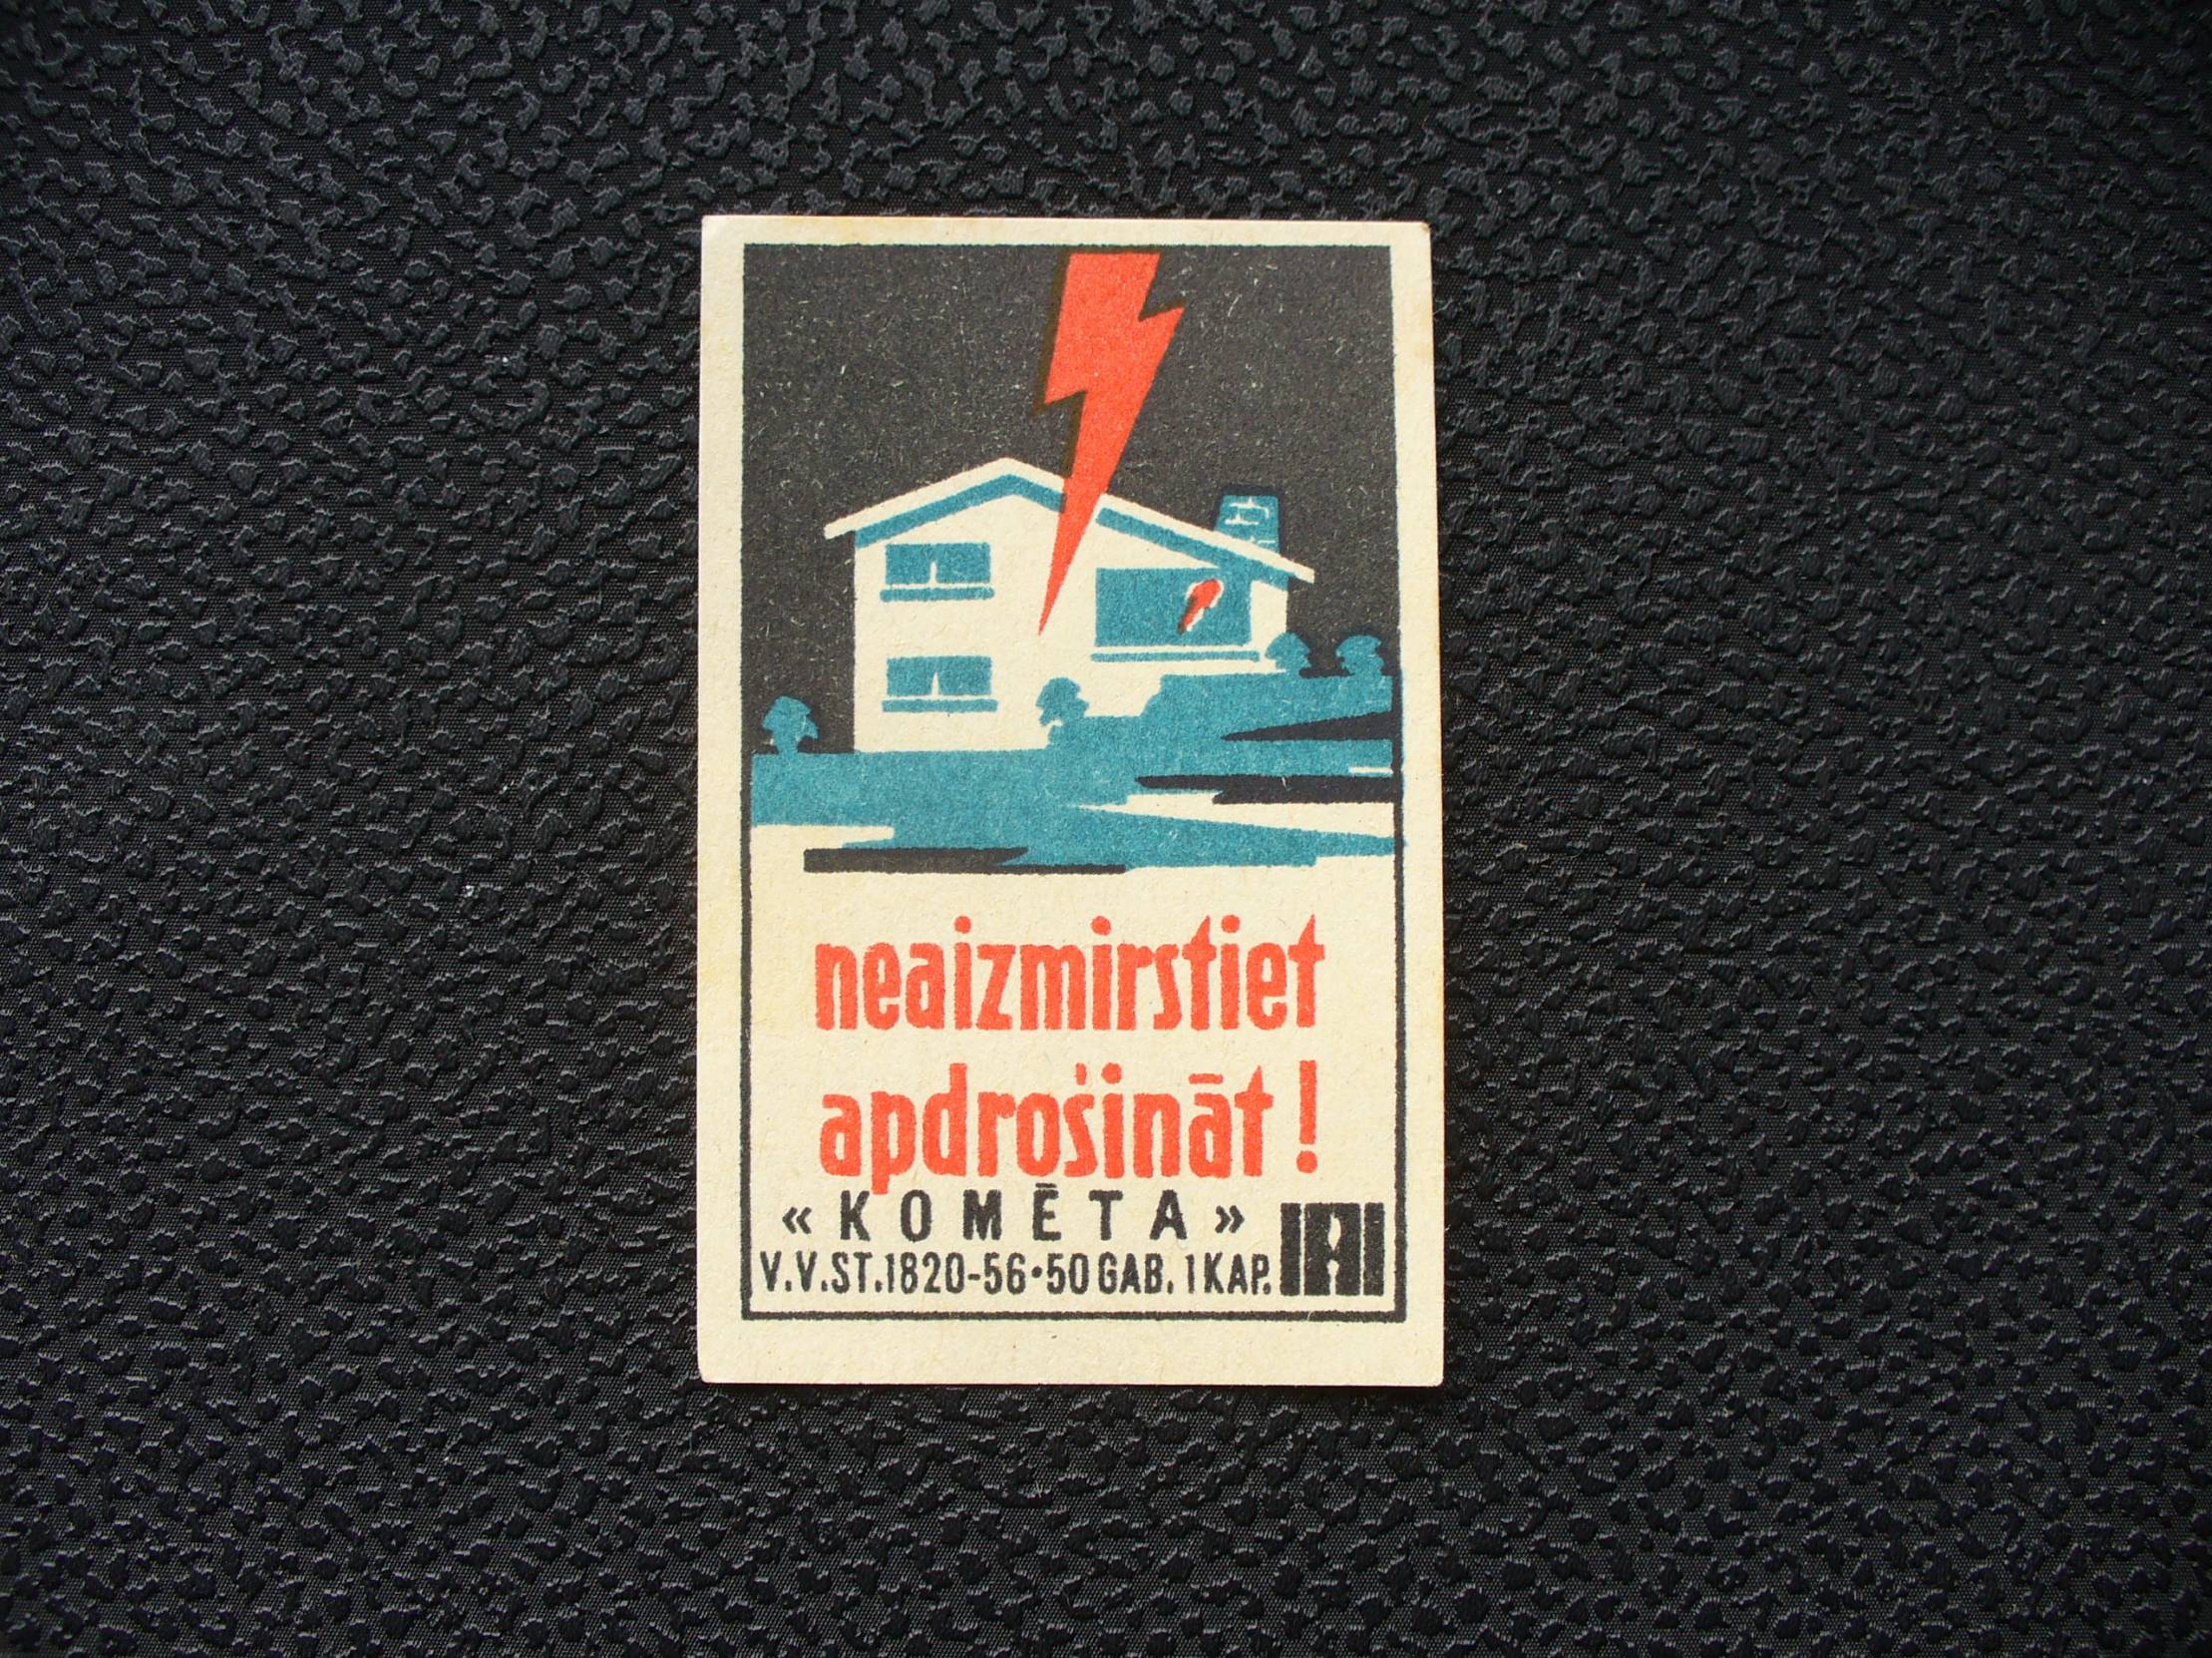 neaizmirstiet
apdrošināt!
« KOMĒTA »
V.V.ST.1820-56•50 GAB. 1 KAP.